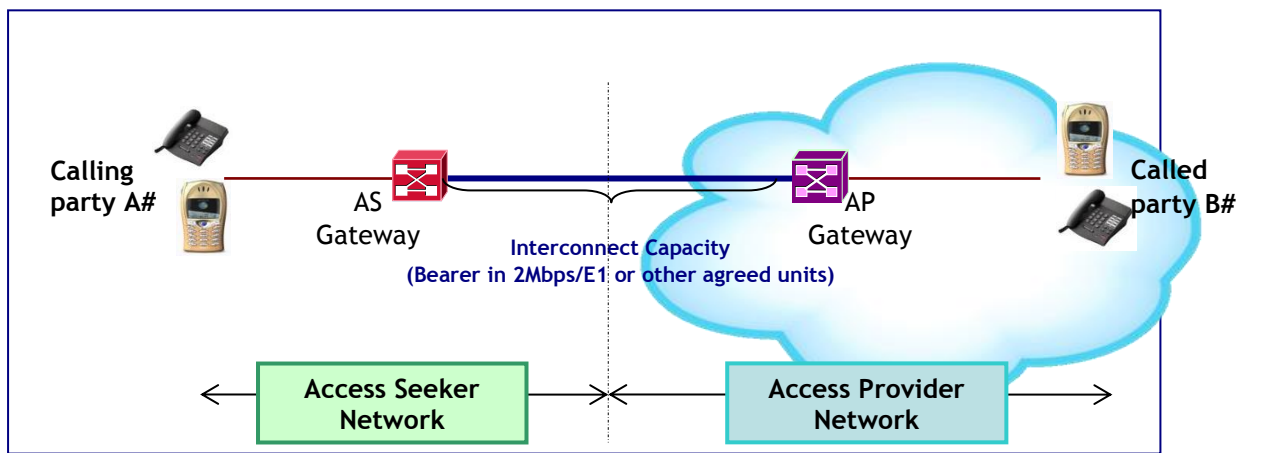 Calling
party A#
AS
Gateway
AP
Gateway
Called
party B#
Interconnect Capacity
(Bearer in 2Mbps/E1 or other agreed units)
Access Seeker
Network
Access Provider
Network